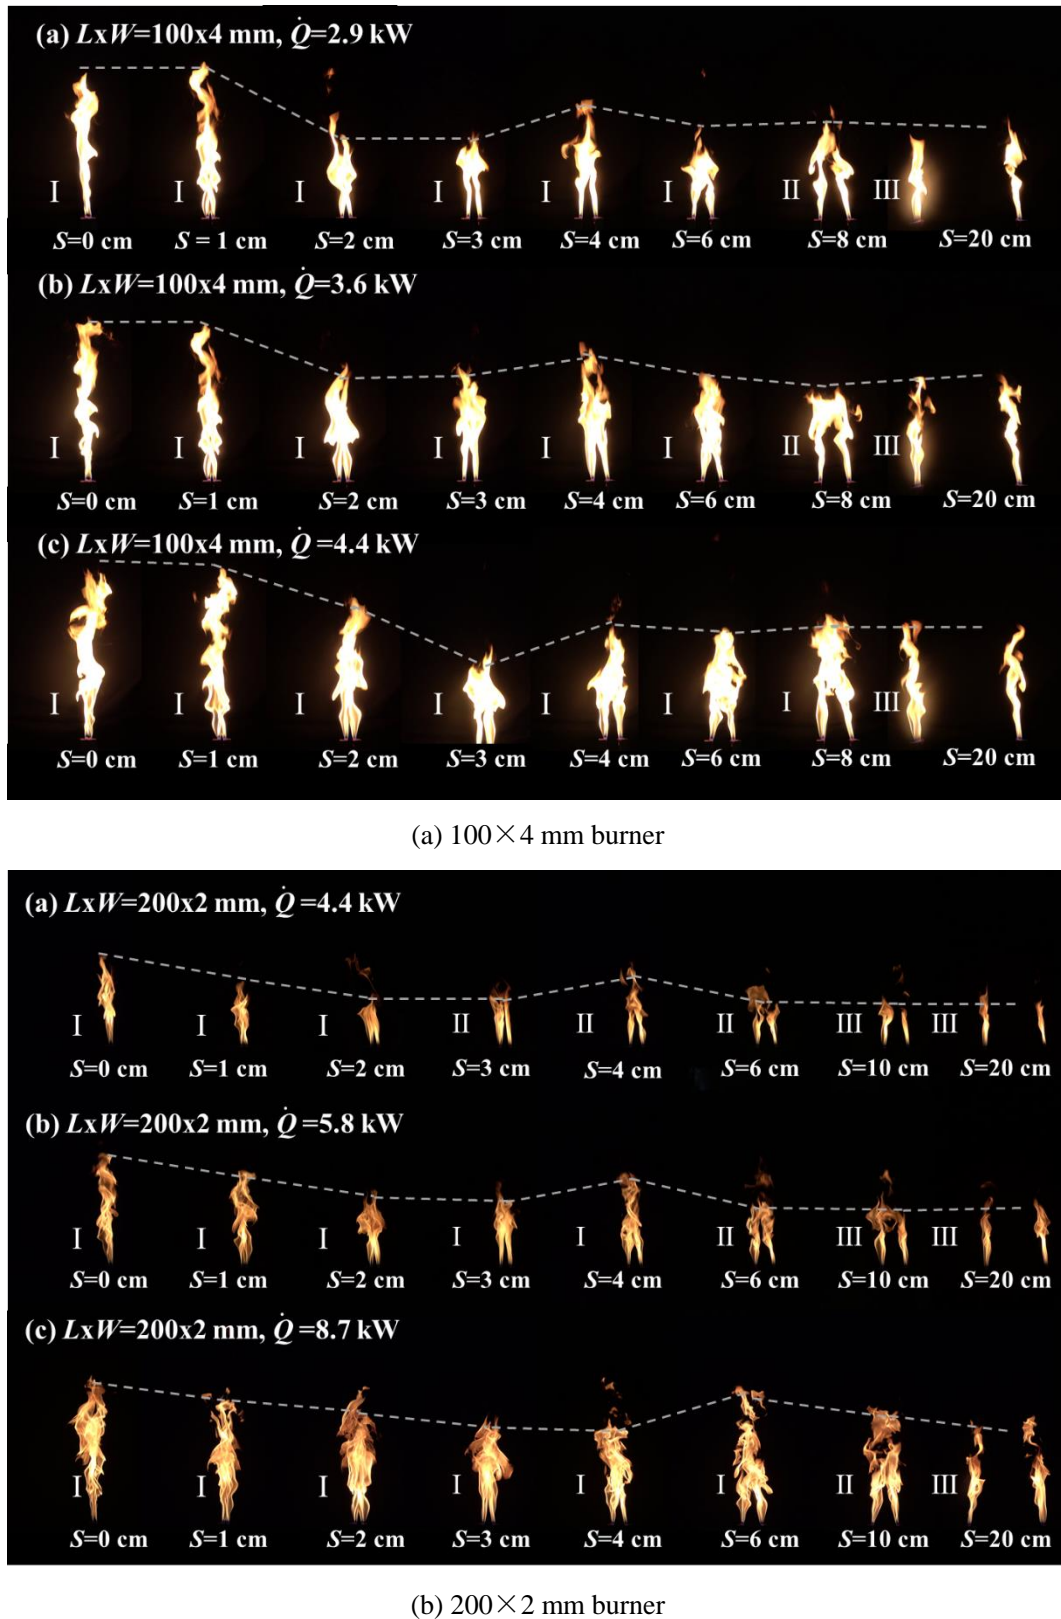 (a) LxW=100x4 mm, Q̇=2.9 kW
I I I I I I II III
S=0 cm S = 1 cm S=2 cm S=3 cm S=4 cm S=6 cm S=8 cm S=20 cm
(b) LxW=100x4 mm, Q̇=3.6 kW
I I I I I I II III
S=0 cm S=1 cm S=2 cm S=3 cm S=4 cm S=6 cm S=8 cm S=20 cm
(c) LxW=100x4 mm, Q̇ =4.4 kW
I I I I I I I III
S=0 cm S=1 cm S=2 cm S=3 cm S=4 cm S=6 cm S=8 cm S=20 cm
(a) 100×4 mm burner
(a) LxW=200x2 mm, Q̇ =4.4 kW
I I I II II II III III
S=0 cm S=1 cm S=2 cm S=3 cm S=4 cm S=6 cm S=10 cm S=20 cm
(b) LxW=200x2 mm, Q̇ =5.8 kW
I I I I I II III III
S=0 cm S=1 cm S=2 cm S=3 cm S=4 cm S=6 cm S=10 cm S=20 cm
(c) LxW=200x2 mm, Q̇ =8.7 kW
I I I I I I II III
S=0 cm S=1 cm S=2 cm S=3 cm S=4 cm S=6 cm S=10 cm S=20 cm
(b) 200×2 mm burner